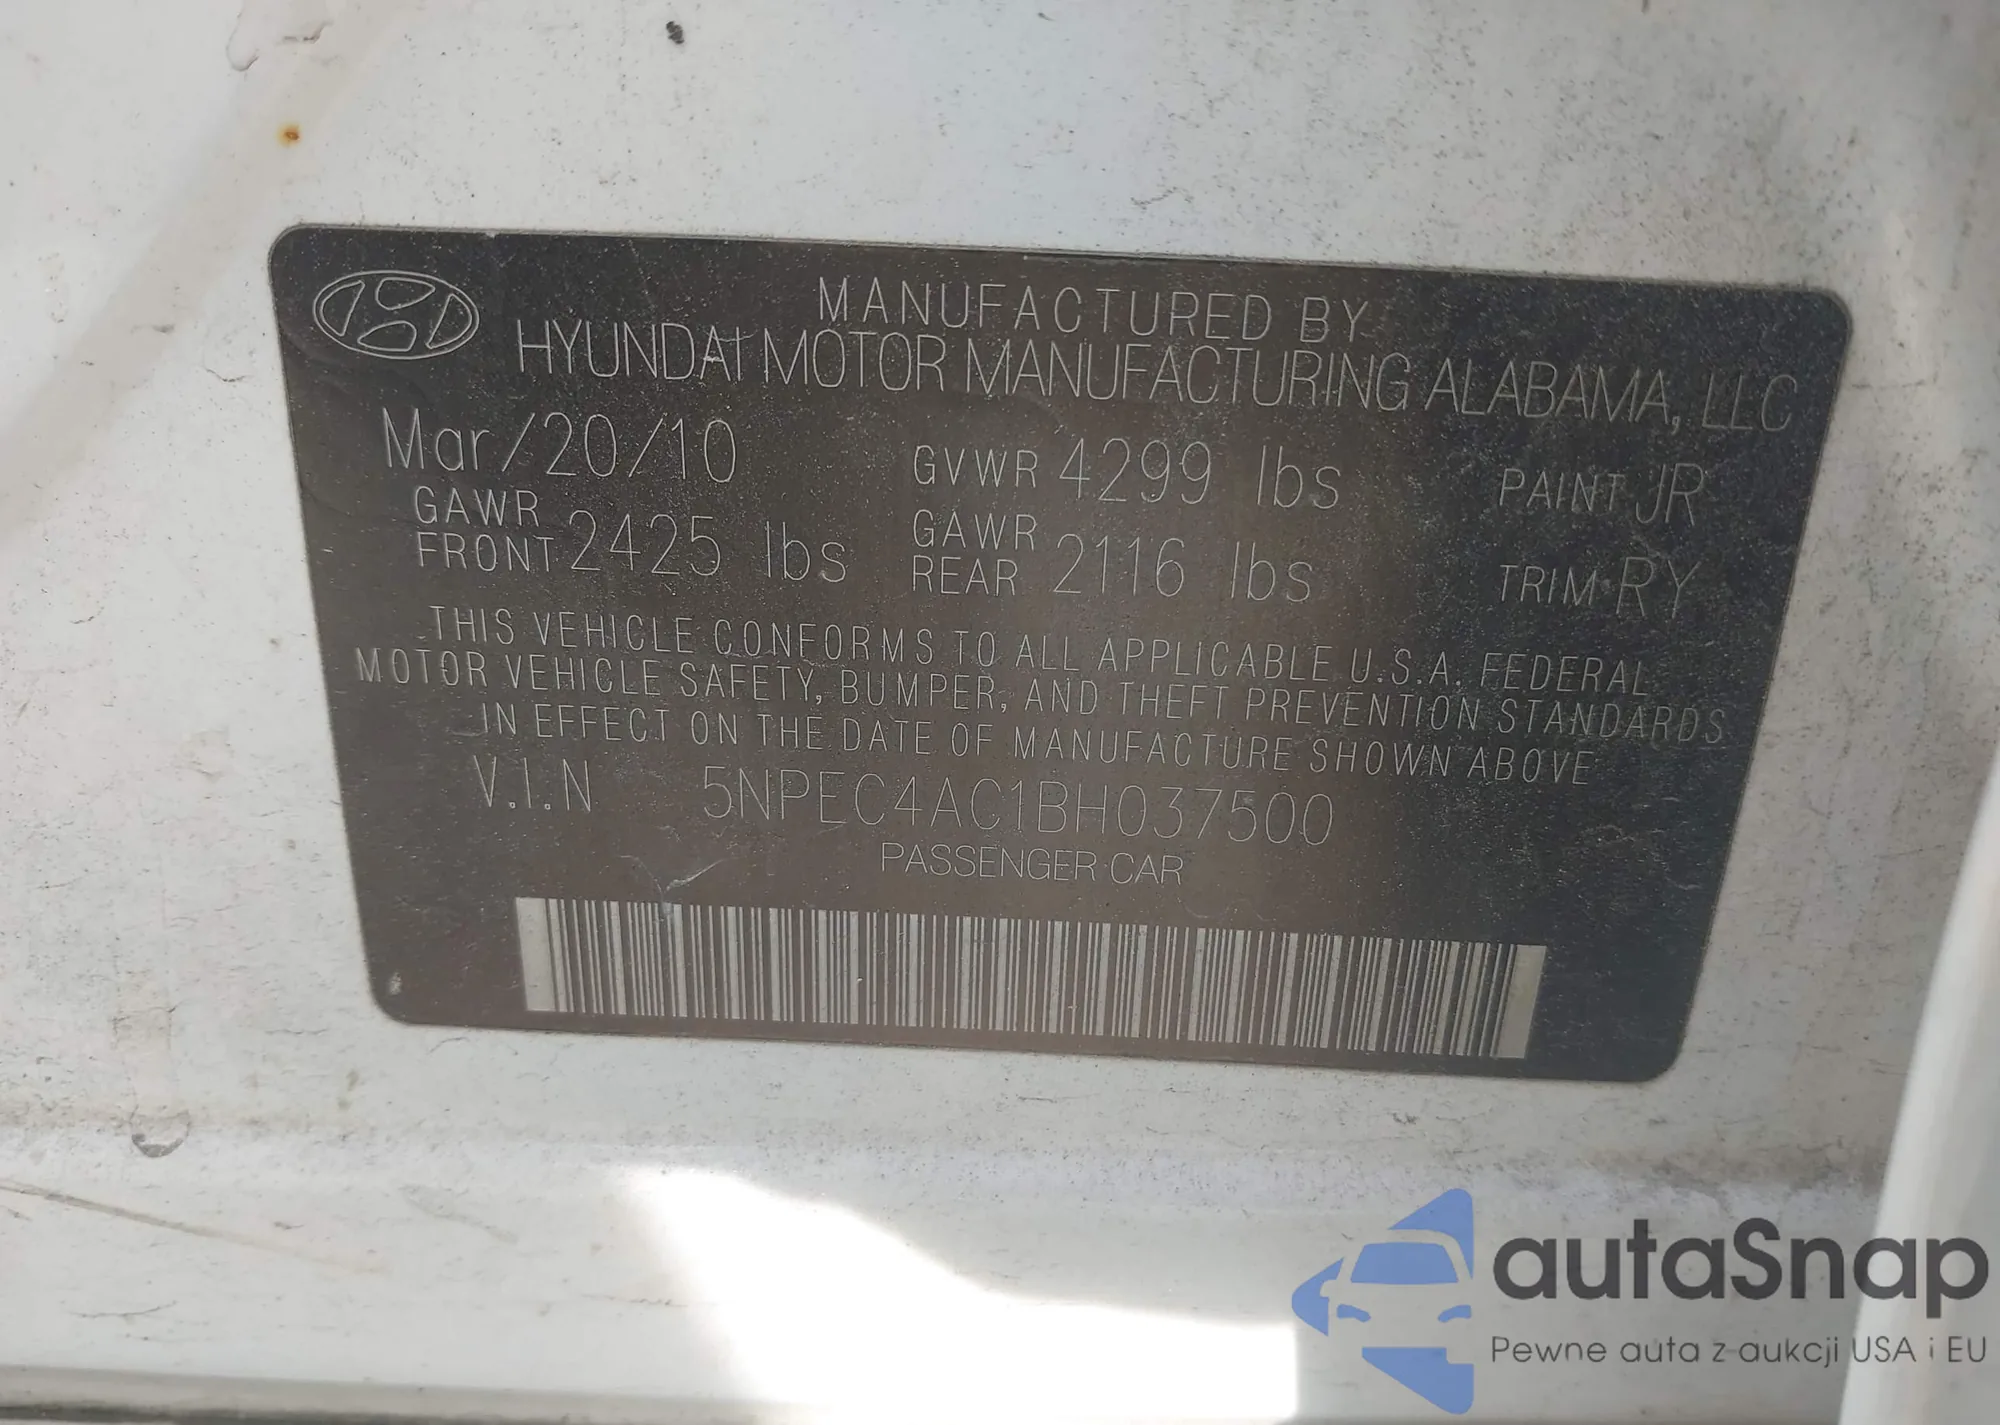 MANUFACTURED BY
HYUNDAI MOTOR MANUFACTURING ALABAMA, LLC
Mar/20/10 GVWR 4299 lbs PAINT JR
GAWR FRONT 2425 lbs GAWR REAR 2116 lbs TRIM RY
THIS VEHICLE CONFORMS TO ALL APPLICABLE U.S.A. FEDERAL
MOTOR VEHICLE SAFETY, BUMPER, AND THEFT PREVENTION STANDARDS
IN EFFECT ON THE DATE OF MANUFACTURE SHOWN ABOVE
V.I.N 5NPEC4AC1BH037500
PASSENGER CAR
autaSnap
Pewne auta z aukcji USA i EU